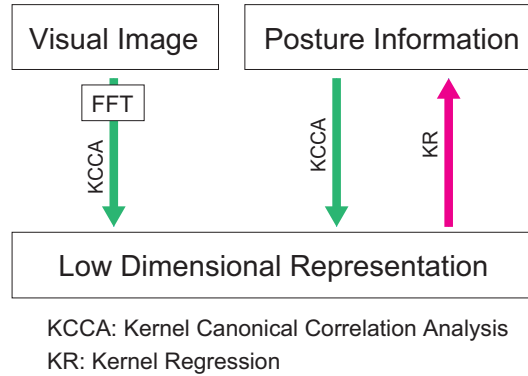 Visual Image
Posture Information
FFT
KCCA
KCCA
KR
Low Dimensional Representation
KCCA: Kernel Canonical Correlation Analysis
KR: Kernel Regression